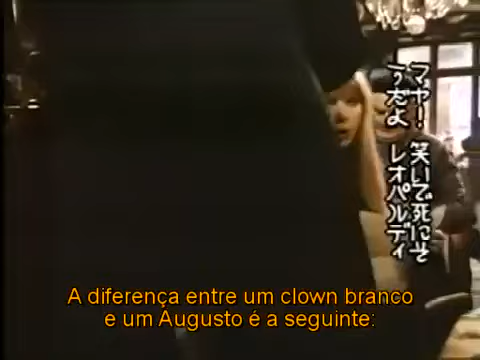 マヤー! 笑いで死にそ
うだよ レオパルディ
A diferença entre um clown branco
e um Augusto é a seguinte: